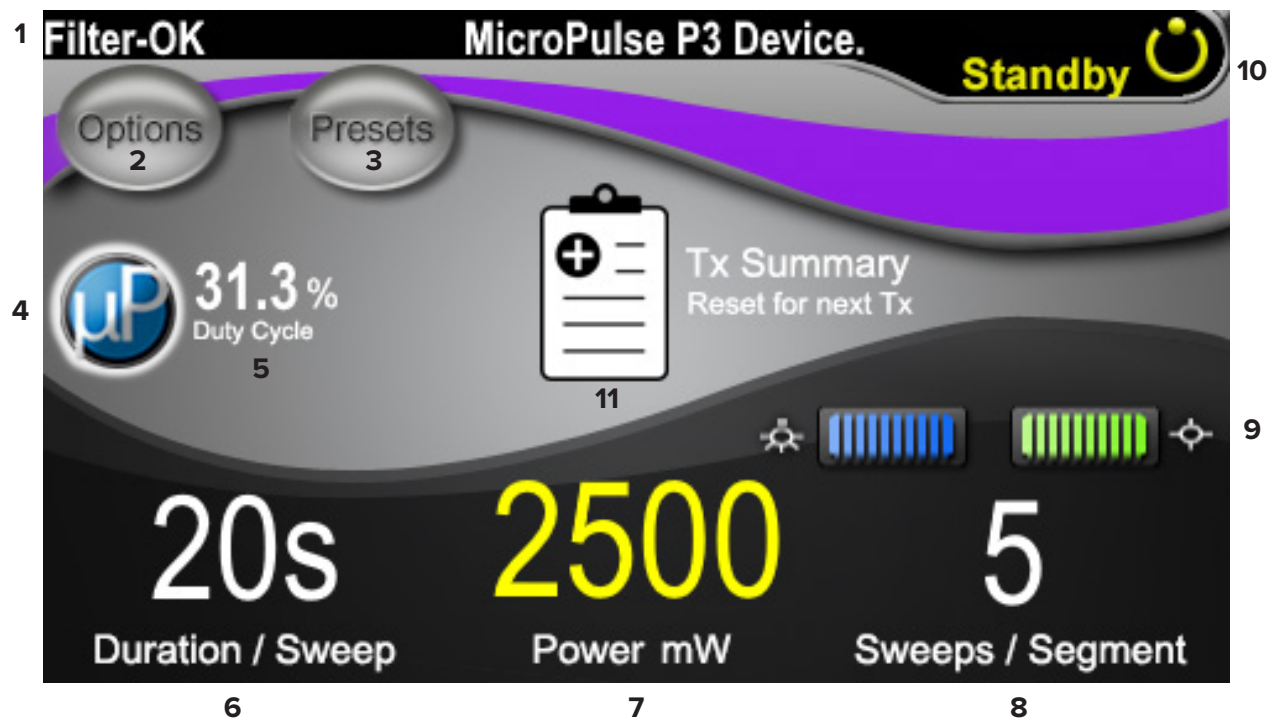 1 Filter-OK MicroPulse P3 Device.
Standby 10
Options Presets
2 3
4 µP 31.3 %
Duty Cycle
5
Tx Summary
Reset for next Tx
11
9
20s 2500 5
Duration / Sweep Power mW Sweeps / Segment
6 7 8